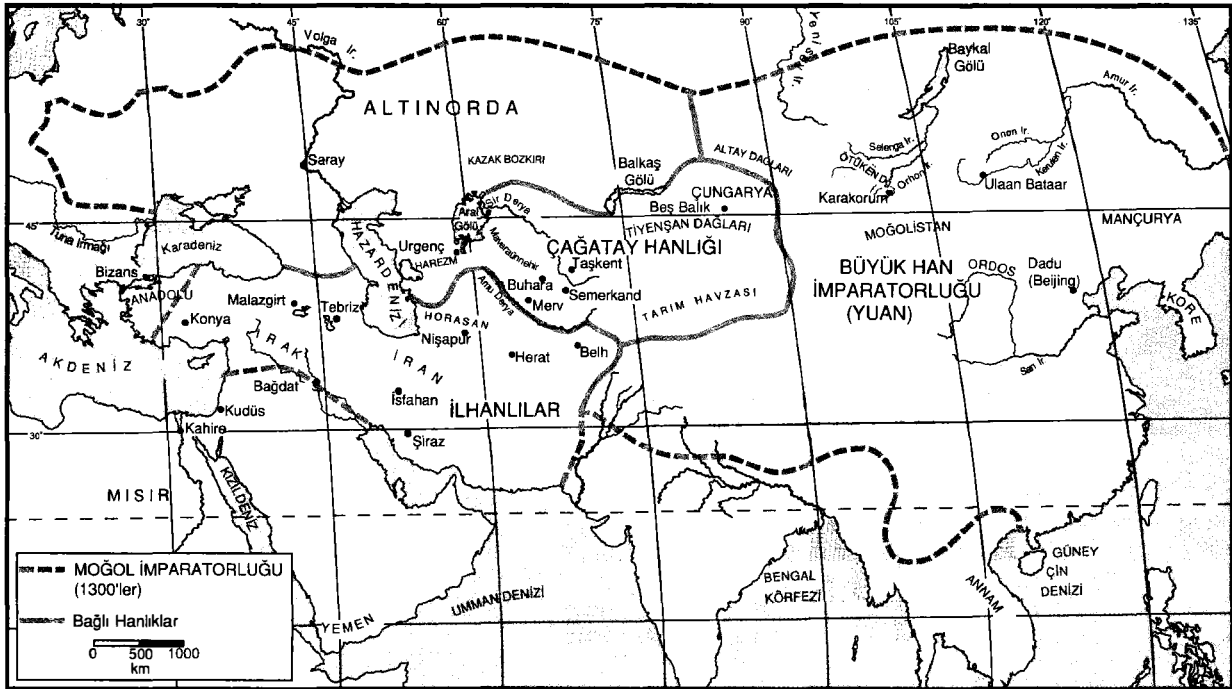 30°
45°
60°
75°
90°
105°
120°
135°
Volga Ir.
Yenisey Ir.
Baykal
Gölü
Amur Ir.
ALTINORDA
Saray
KAZAK BOZKIRI
Balkaş
Gölü
ALTAY DAĞLARI
Selenga Ir.
ÖTÜKEN D.
Orhon Ir.
Karakorum
Onon Ir.
Kerulen Ir.
Ulaan Bataar
ÇUNGARYA
Beş Balık
TİYENŞAN DAĞLARI
45°
Tuna Irmağı
Karadeniz
HAZARDENİZİ
Aral
Gölü
Sir Derya
Maveraünnehir
Urgenç
HAREZM
ÇAĞATAY HANLIĞI
Taşkent
MOĞOLİSTAN
MANÇURYA
Bizans
ANADOLU
Malazgirt
Tebriz
Konya
Buhara
Semerkand
Merv
Amu Derya
TARIM HAVZASI
BÜYÜK HAN
İMPARATORLUĞU
(YUAN)
ORDOS
Dadu
(Beijing)
KORE
HORASAN
Nişapur
Herat
Belh
Sarı Ir.
AKDENİZ
IRAK
İRAN
Bağdat
İsfahan
İLHANLILAR
Kudüs
30°
Kahire
Şiraz
MISIR
KIZILDENİZ
YEMEN
UMMAN DENİZİ
BENGAL
KÖRFEZİ
ANNAM
GÜNEY
ÇİN
DENİZİ
MOĞOL İMPARATORLUĞU
(1300'ler)
Bağlı Hanlıklar
0 500 1000
km